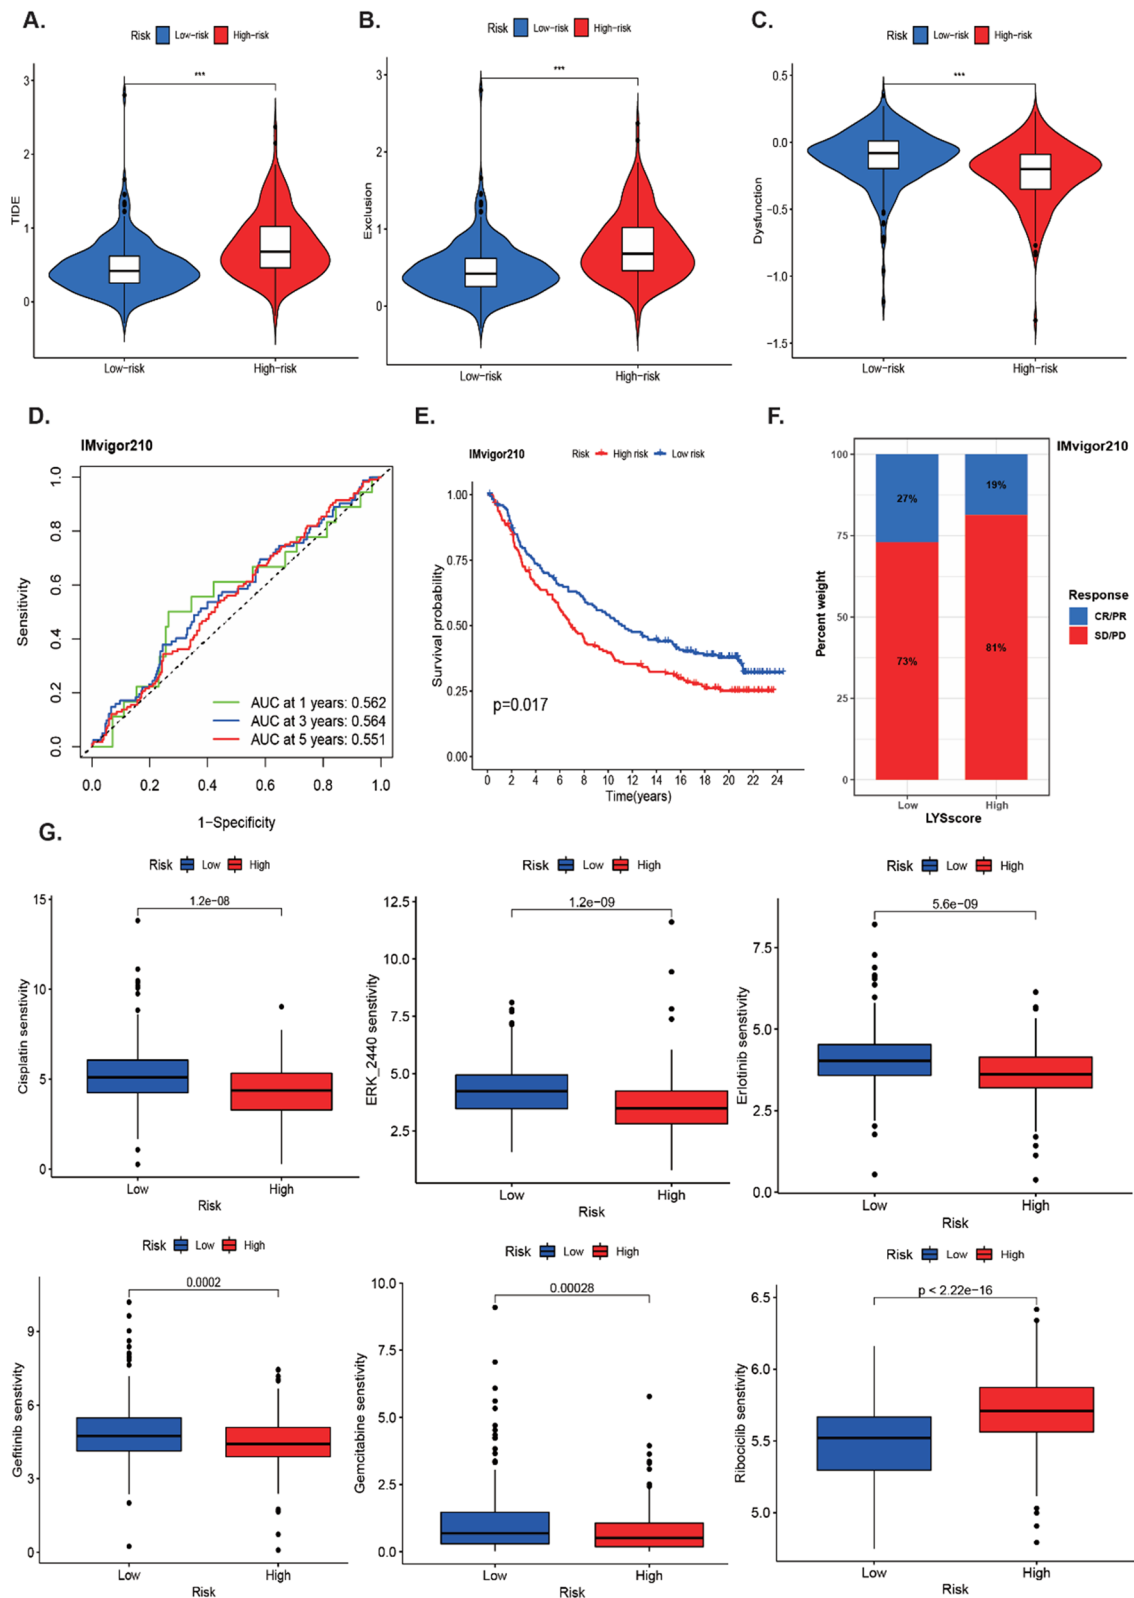 A.
Risk Low-risk High-risk
***
3
2
1
0
TIDE
Low-risk High-risk
B.
Risk Low-risk High-risk
***
3
2
1
0
Exclusion
Low-risk High-risk
C.
Risk Low-risk High-risk
***
0.5
0.0
-0.5
-1.0
-1.5
Dysfunction
Low-risk High-risk
D.
IMvigor210
1.0
0.8
0.6
0.4
0.2
0.0
Sensitivity
AUC at 1 years: 0.562
AUC at 3 years: 0.564
AUC at 5 years: 0.551
0.0 0.2 0.4 0.6 0.8 1.0
1-Specificity
E.
IMvigor210 Risk High risk Low risk
1.00
0.75
0.50
0.25
0.00
Survival probability
p=0.017
0 2 4 6 8 10 12 14 16 18 20 22 24
Time(years)
F.
IMvigor210
100
75
50
25
0
Percent weight
27% 19%
73% 81%
Response
CR/PR
SD/PD
Low High
LYSscore
G.
Risk Low High
1.2e-08
15
10
5
0
Cisplatin senstivity
Low High
Risk
Risk Low High
1.2e-09
12.5
10.0
7.5
5.0
2.5
ERK_2440 senstivity
Low High
Risk
Risk Low High
5.6e-09
7.5
5.0
2.5
0.0
Erlotinib senstivity
Low High
Risk
Risk Low High
0.0002
9
6
3
0
Gefitinib senstivity
Low High
Risk
Risk Low High
0.00028
10.0
7.5
5.0
2.5
0.0
Gemcitabine senstivity
Low High
Risk
Risk Low High
p < 2.22e-16
6.5
6.0
5.5
5.0
Ribociclib senstivity
Low High
Risk